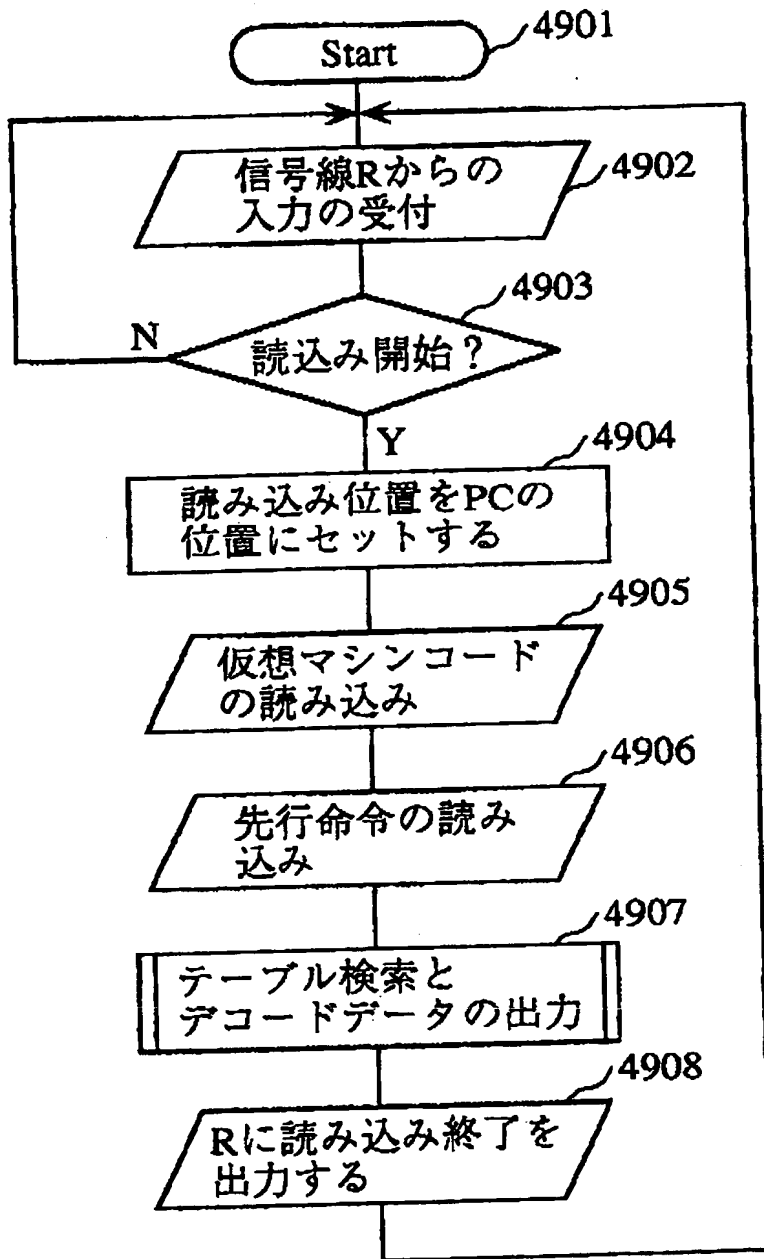 Start
4901
信号線Rからの
入力の受付
4902
読込み開始？
4903
N
Y
読み込み位置をPCの
位置にセットする
4904
仮想マシンコード
の読み込み
4905
先行命令の読み
込み
4906
テーブル検索と
デコードデータの出力
4907
Rに読み込み終了を
出力する
4908